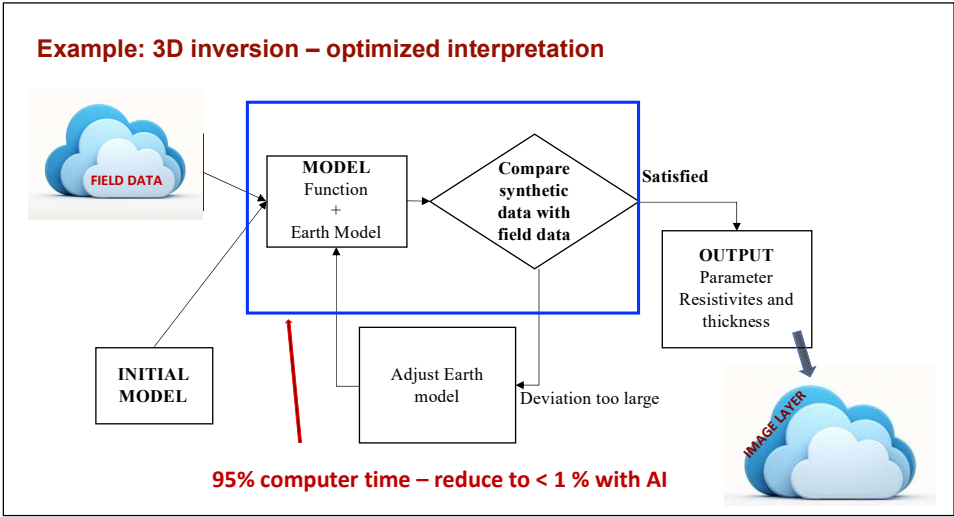 Example: 3D inversion – optimized interpretation
FIELD DATA
MODEL
Function
+
Earth Model
Compare
synthetic
data with
field data
Satisfied
OUTPUT
Parameter
Resistivites and
thickness
INITIAL
MODEL
Adjust Earth
model
Deviation too large
IMAGE LAYER
95% computer time – reduce to < 1 % with AI